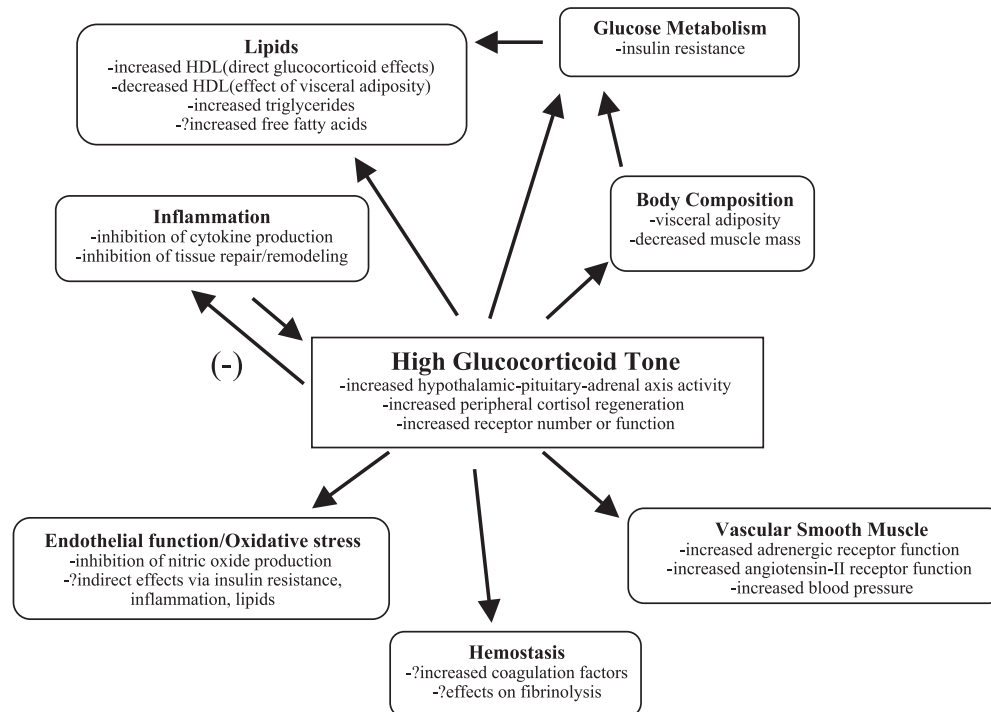 Lipids
-increased HDL(direct glucocorticoid effects)
-decreased HDL(effect of visceral adiposity)
-increased triglycerides
-?increased free fatty acids
Glucose Metabolism
-insulin resistance
Inflammation
-inhibition of cytokine production
-inhibition of tissue repair/remodeling
Body Composition
-visceral adiposity
-decreased muscle mass
(-)
High Glucocorticoid Tone
-increased hypothalamic-pituitary-adrenal axis activity
-increased peripheral cortisol regeneration
-increased receptor number or function
Endothelial function/Oxidative stress
-inhibition of nitric oxide production
-?indirect effects via insulin resistance,
inflammation, lipids
Vascular Smooth Muscle
-increased adrenergic receptor function
-increased angiotensin-II receptor function
-increased blood pressure
Hemostasis
-?increased coagulation factors
-?effects on fibrinolysis